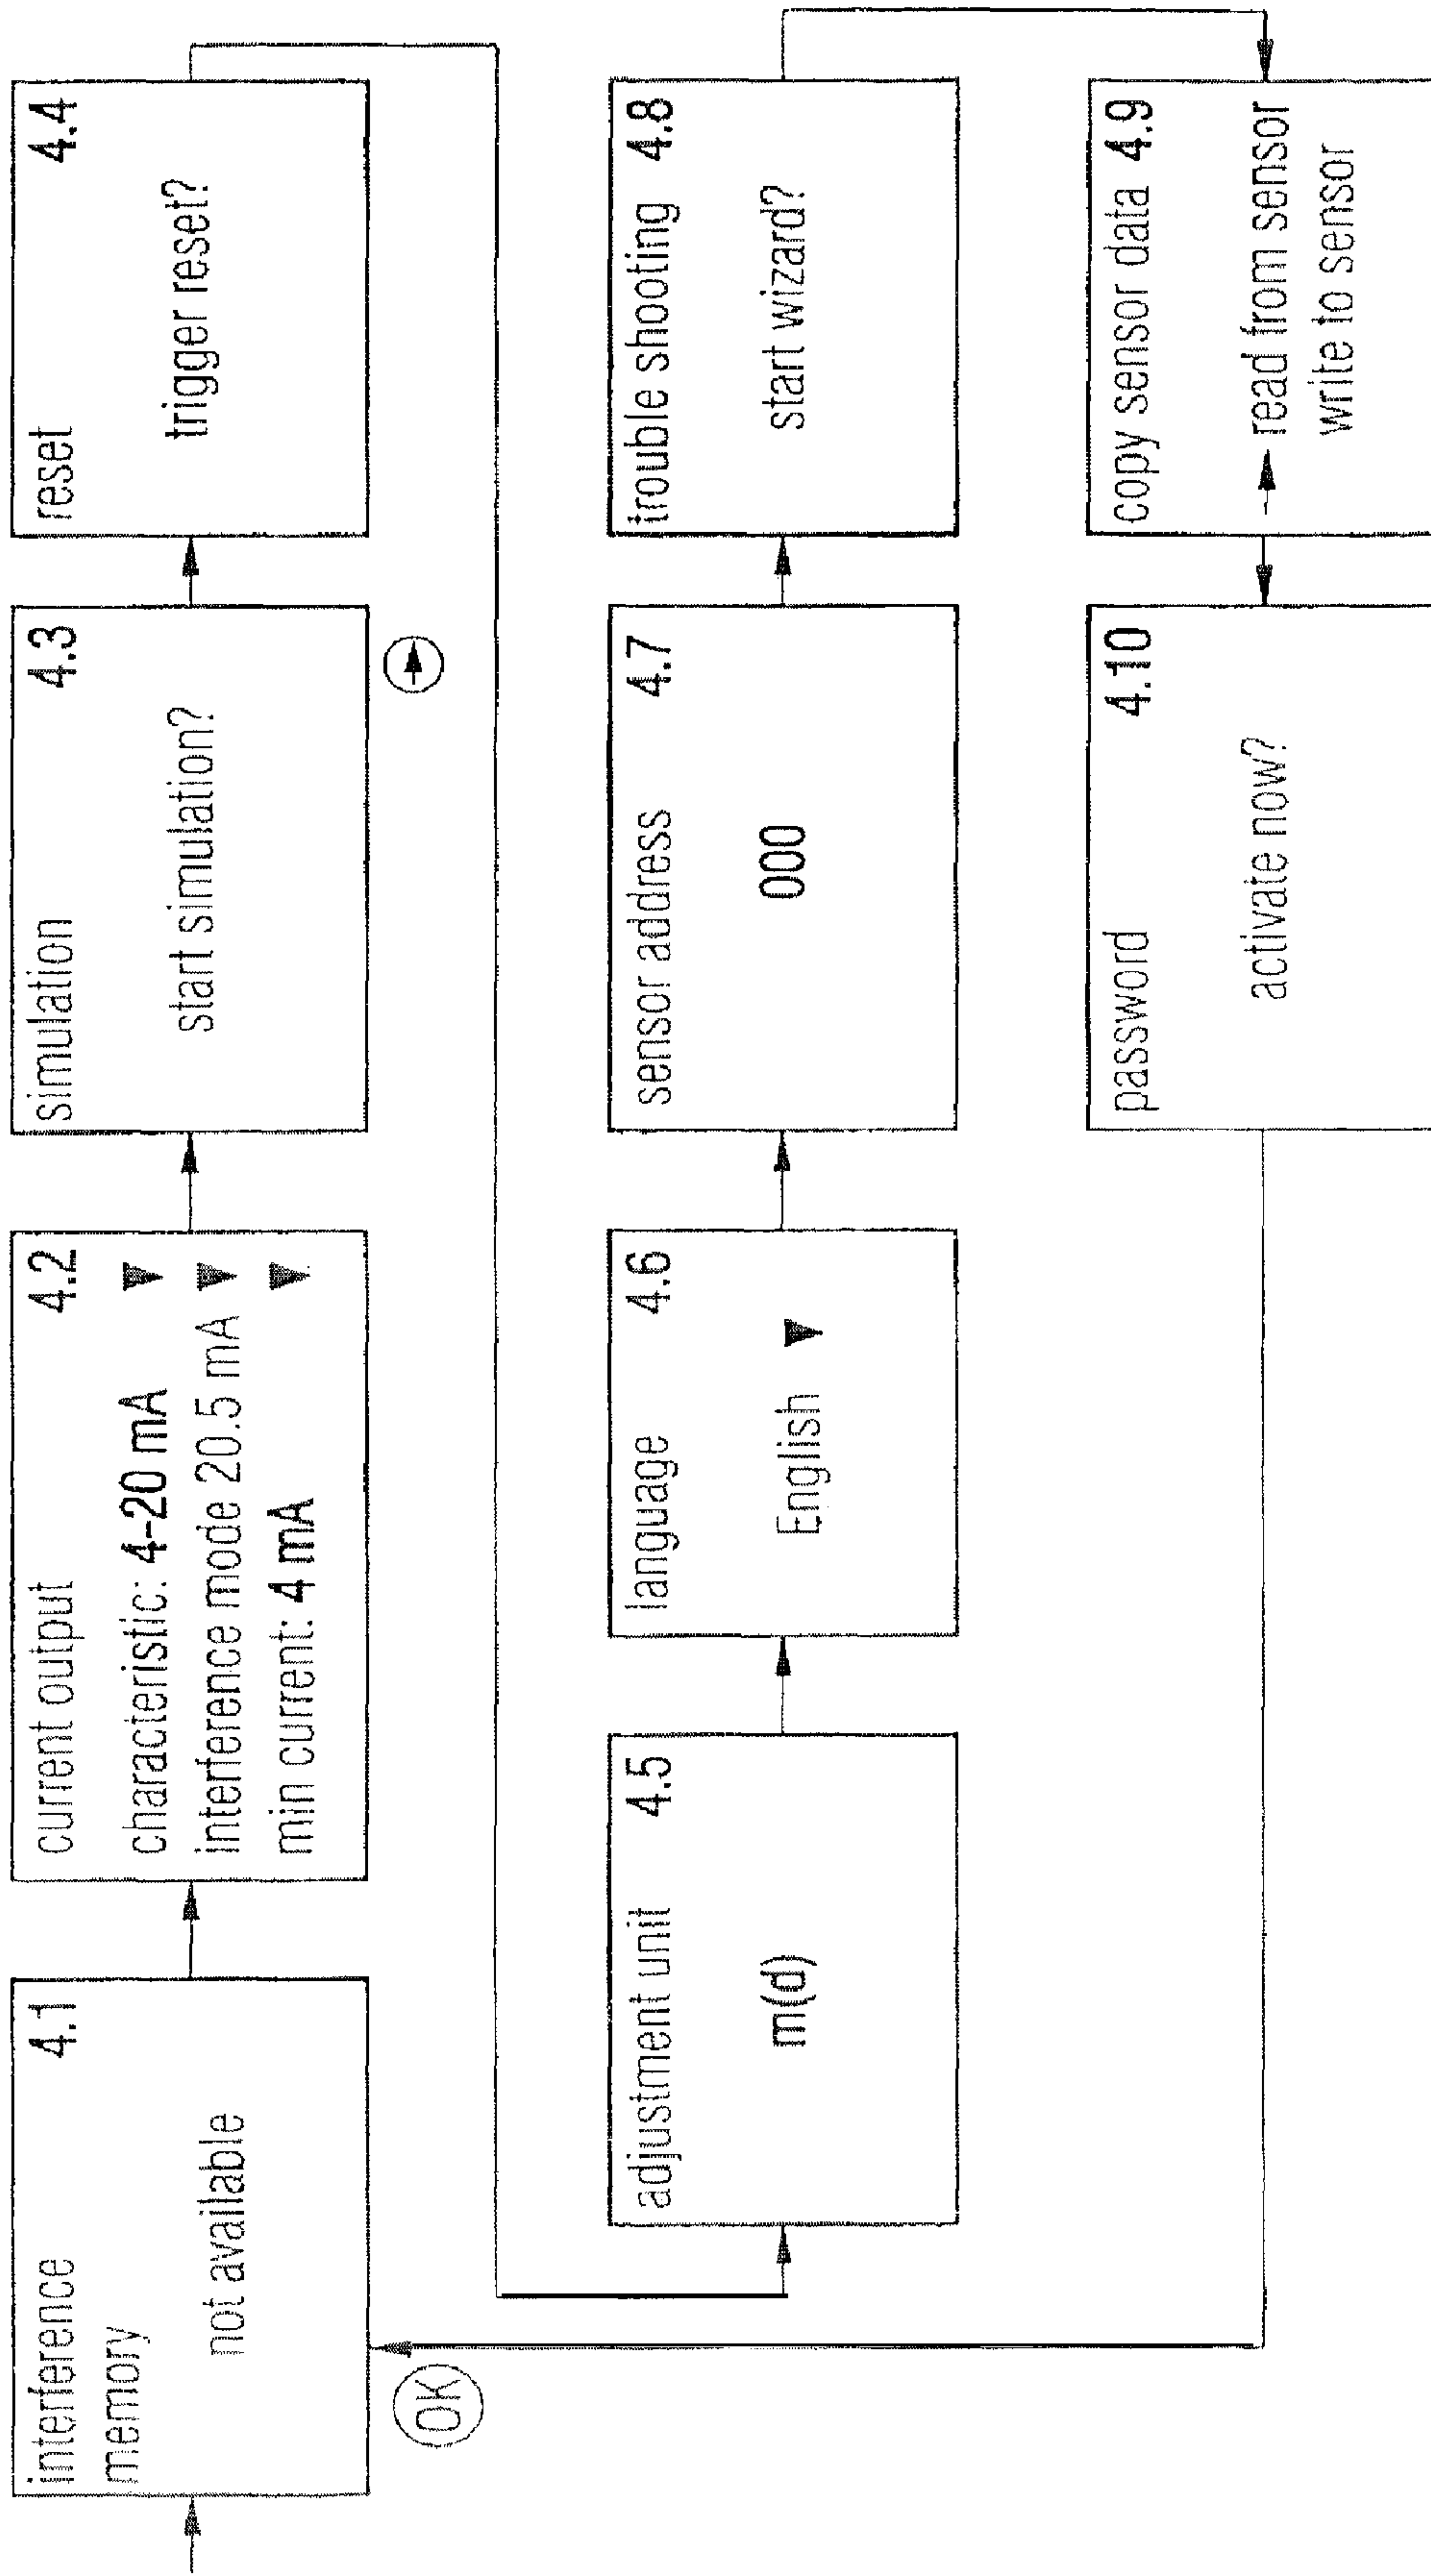 interference 4.1
memory
not available
OK
current output 4.2
characteristic: 4-20 mA
interference mode 20.5 mA
min current: 4 mA
simulation 4.3
start simulation?
reset 4.4
trigger reset?
adjustment unit 4.5
m(d)
language 4.6
English
sensor address 4.7
000
trouble shooting 4.8
start wizard?
copy sensor data 4.9
read from sensor
write to sensor
password 4.10
activate now?